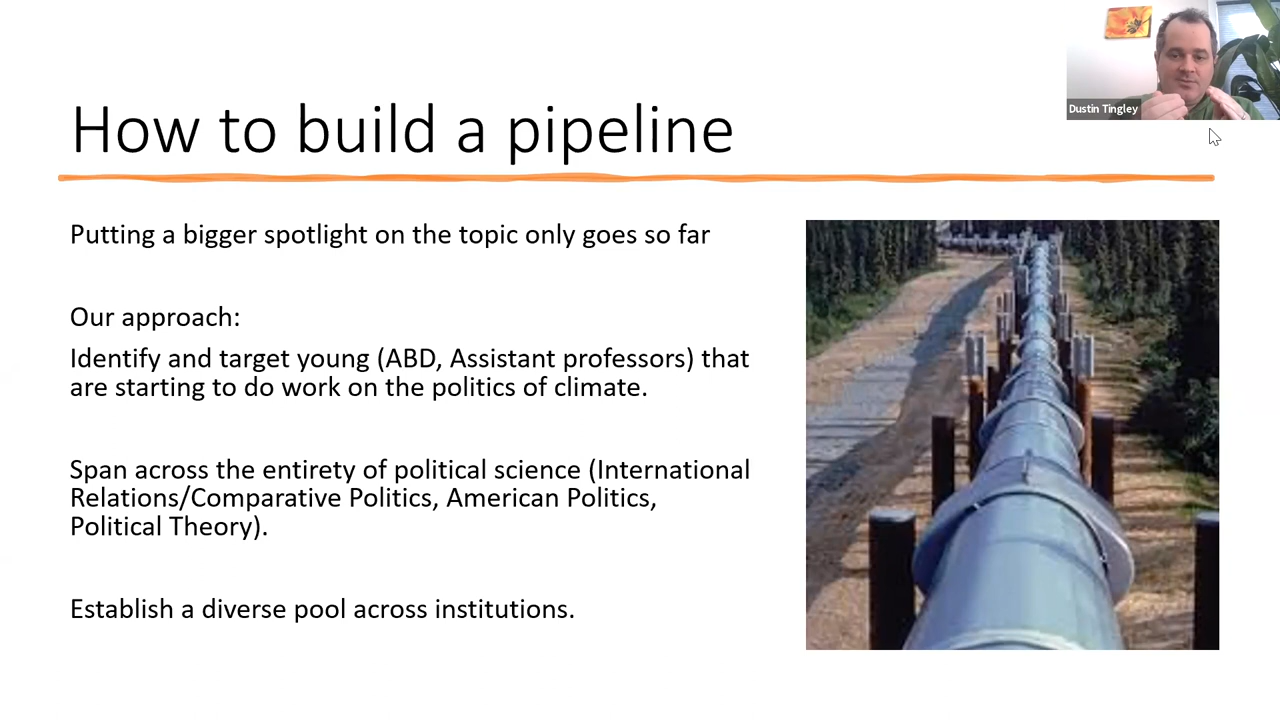 How to build a pipeline
Dustin Tingley
Putting a bigger spotlight on the topic only goes so far
Our approach:
Identify and target young (ABD, Assistant professors) that
are starting to do work on the politics of climate.
Span across the entirety of political science (International
Relations/Comparative Politics, American Politics,
Political Theory).
Establish a diverse pool across institutions.